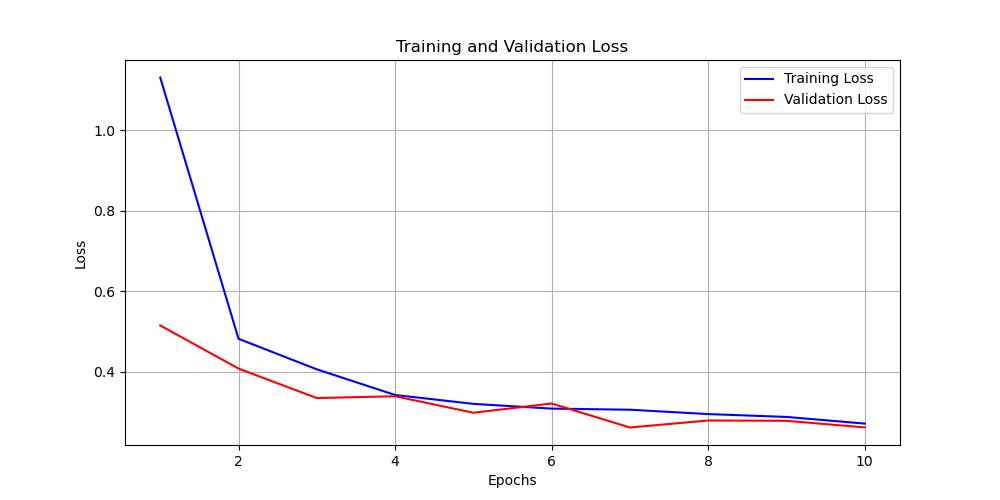 Training and Validation Loss
Training Loss
Validation Loss
1.0
0.8
0.6
0.4
Loss
2 4 6 8 10
Epochs